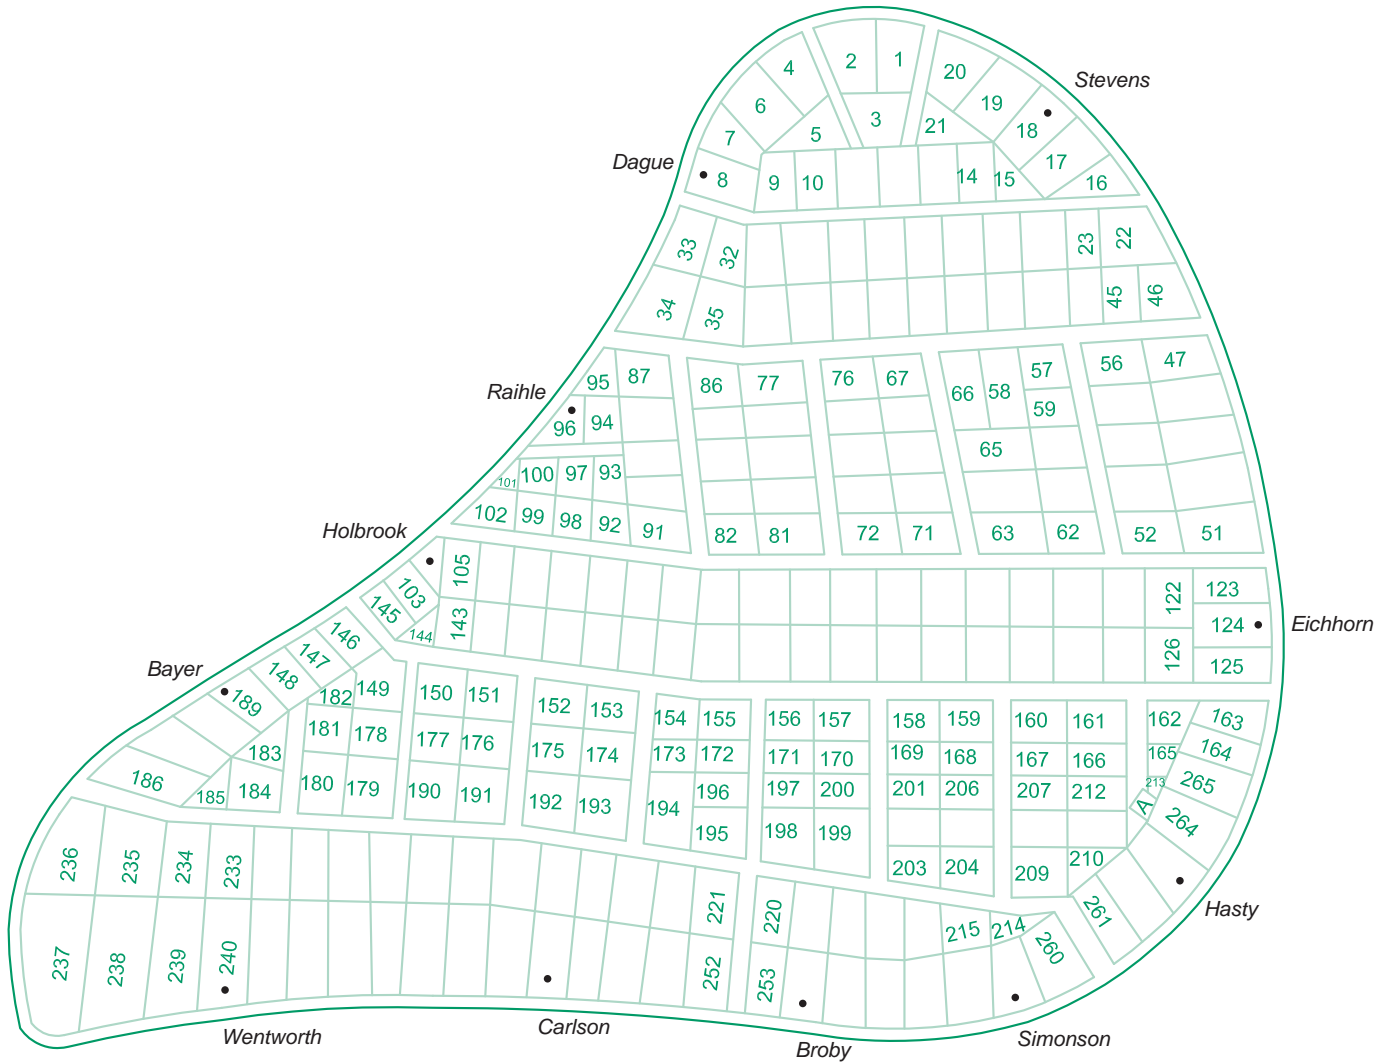 2 1
4 20 Stevens
6 19
3 21 18
7 5 17
Dague 8 9 10 14 15 16
33 32 23 22
34 35 45 46
95 87 86 77 76 67 66 58 57 56 47
Raihle
96 94 59
65
101 100 97 93
102 99 98 92 91 82 81 72 71 63 62 52 51
Holbrook
103 105 122 123
145 144 143 124 Eichhorn
146 126 125
Bayer 147
148 182 149 150 151
189 152 153 154 155 156 157 158 159 160 161 162 163
181 178 177 176
183 175 174 173 172 171 170 169 168 167 166 165 164
186 185 184 180 179 190 191 192 193 194 196 197 200 201 206 207 212 213 265
A 264
195 198 199
236 235 234 233 203 204 209 210
221 220 Hasty
215 214 261
237 238 239 240 252 253 260
Wentworth Carlson Broby Simonson